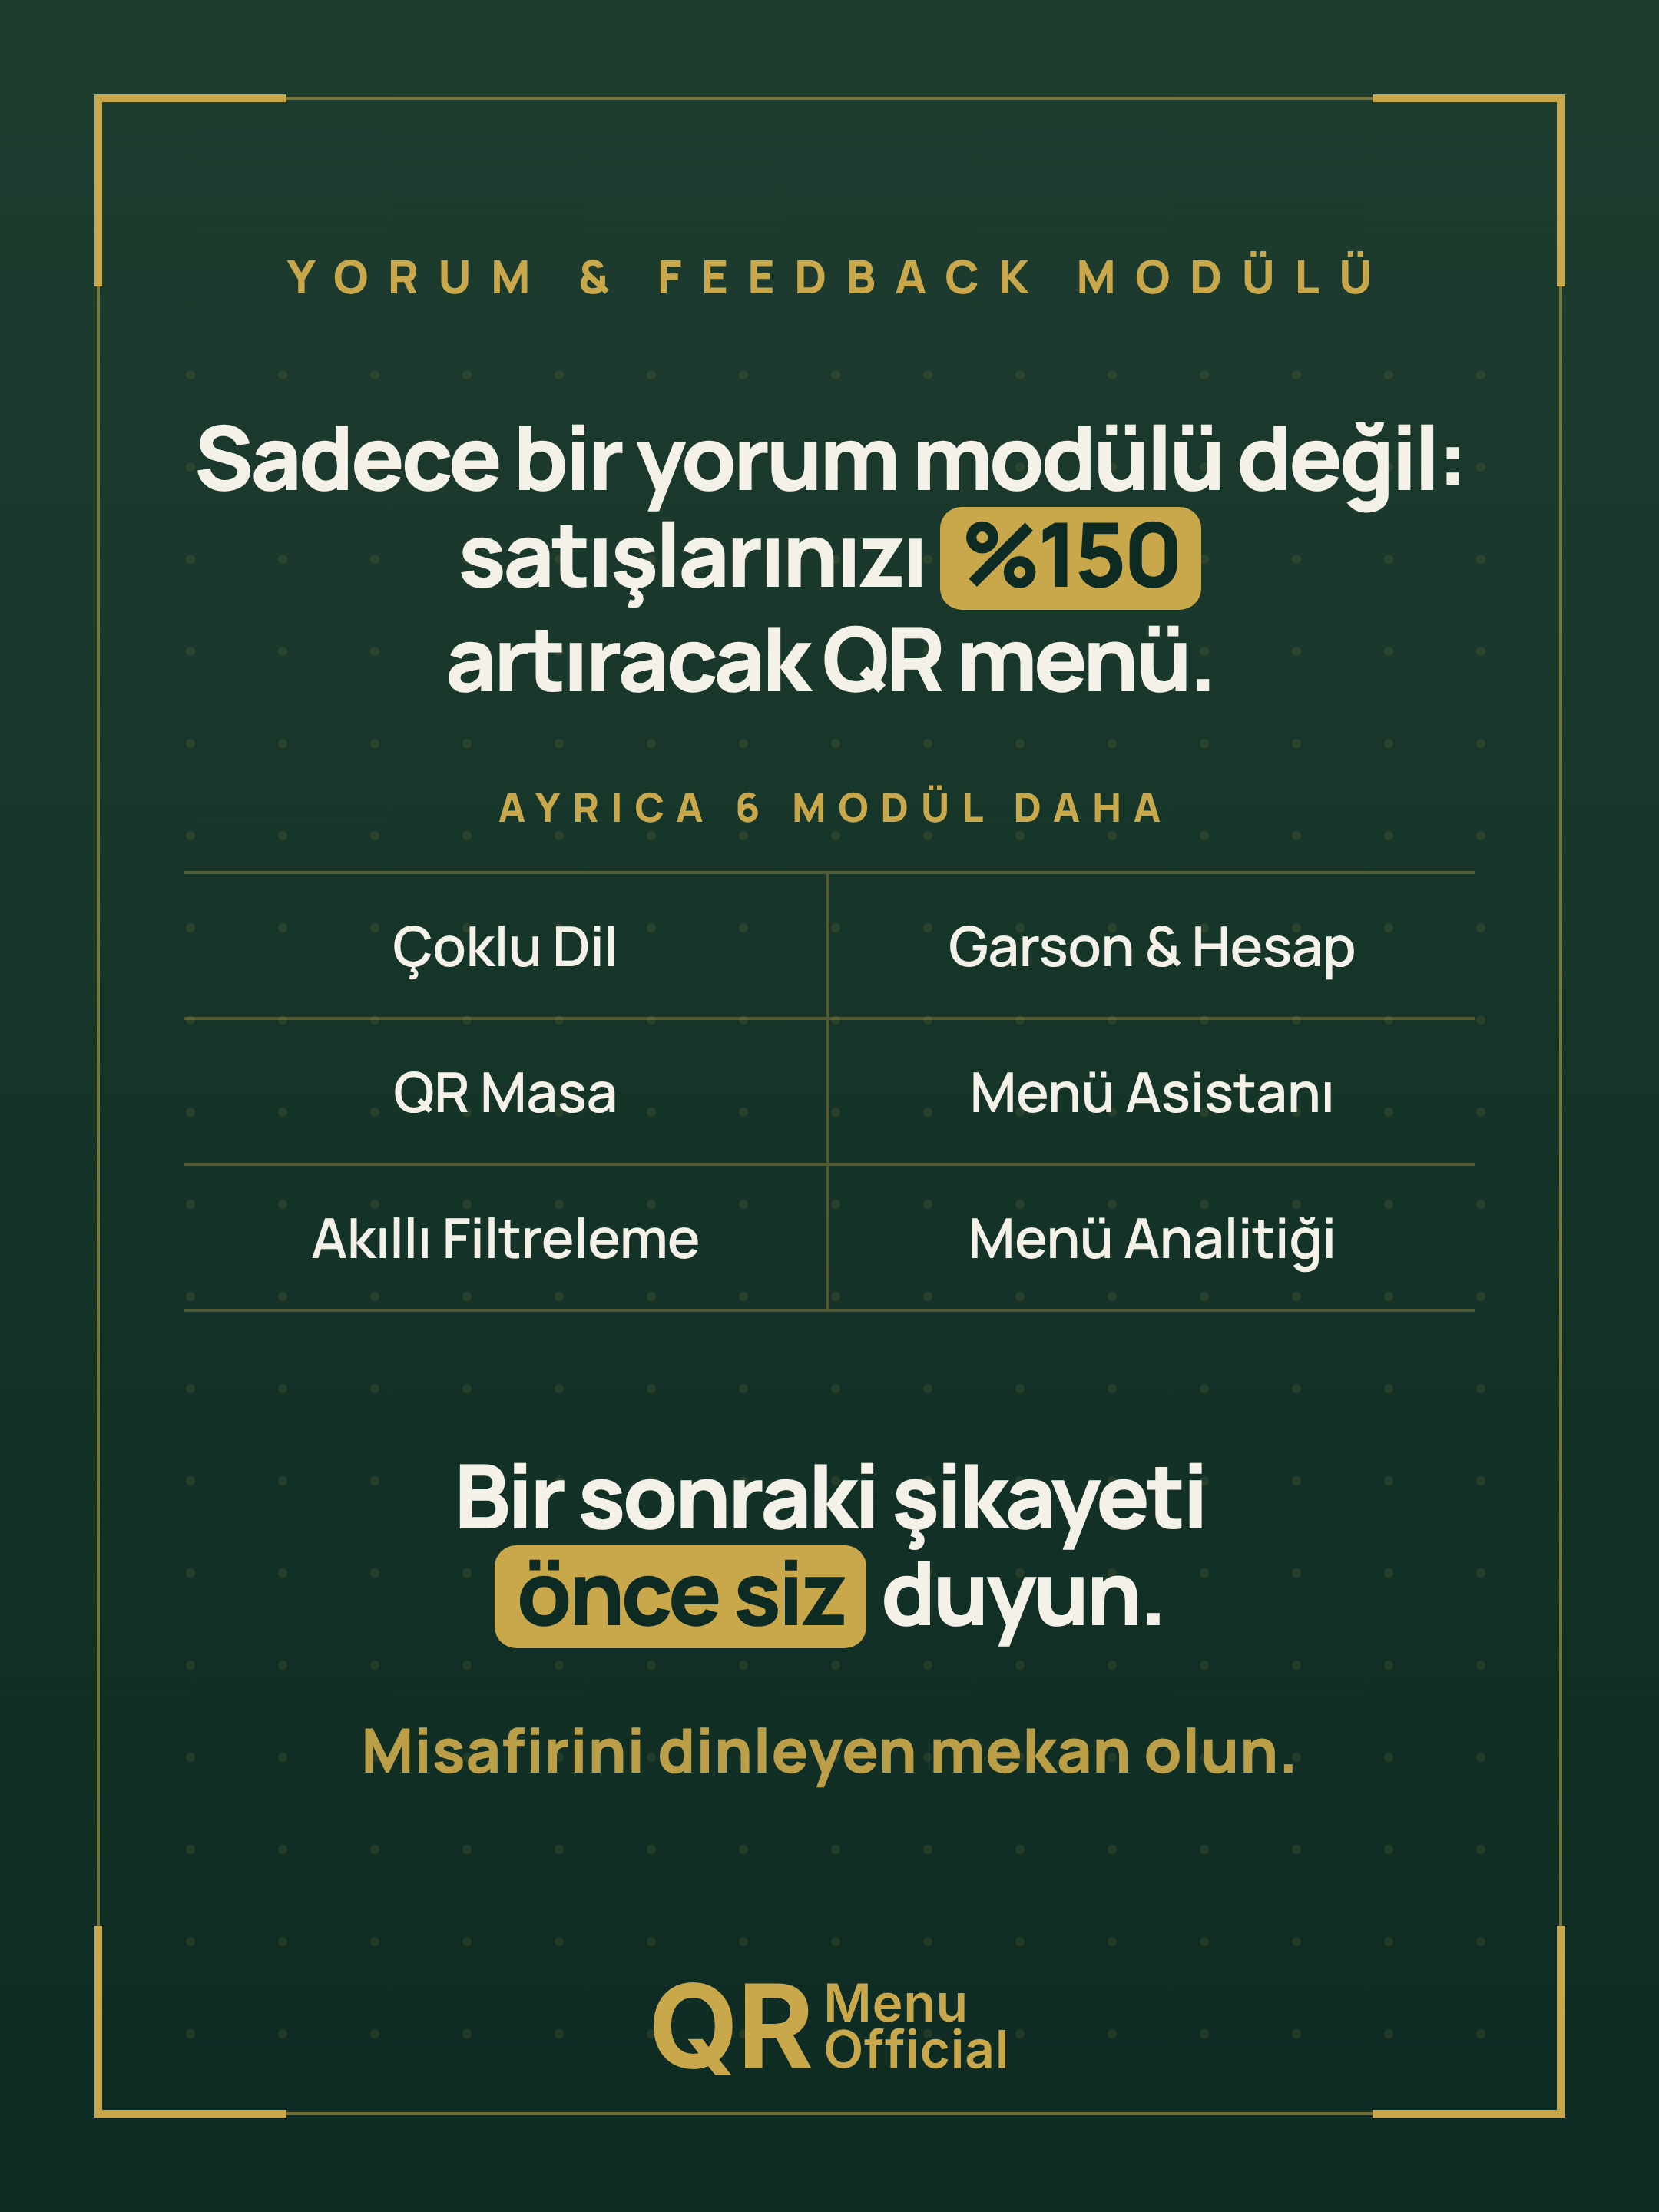 YORUM & FEEDBACK MODÜLÜ
Sadece bir yorum modülü değil:
satışlarınızı %150
artıracak QR menü.
AYRICA 6 MODÜL DAHA
Çoklu Dil
Garson & Hesap
QR Masa
Menü Asistanı
Akıllı Filtreleme
Menü Analitiği
Bir sonraki şikayeti
önce siz duyun.
Misafirini dinleyen mekan olun.
QR Menu
Official